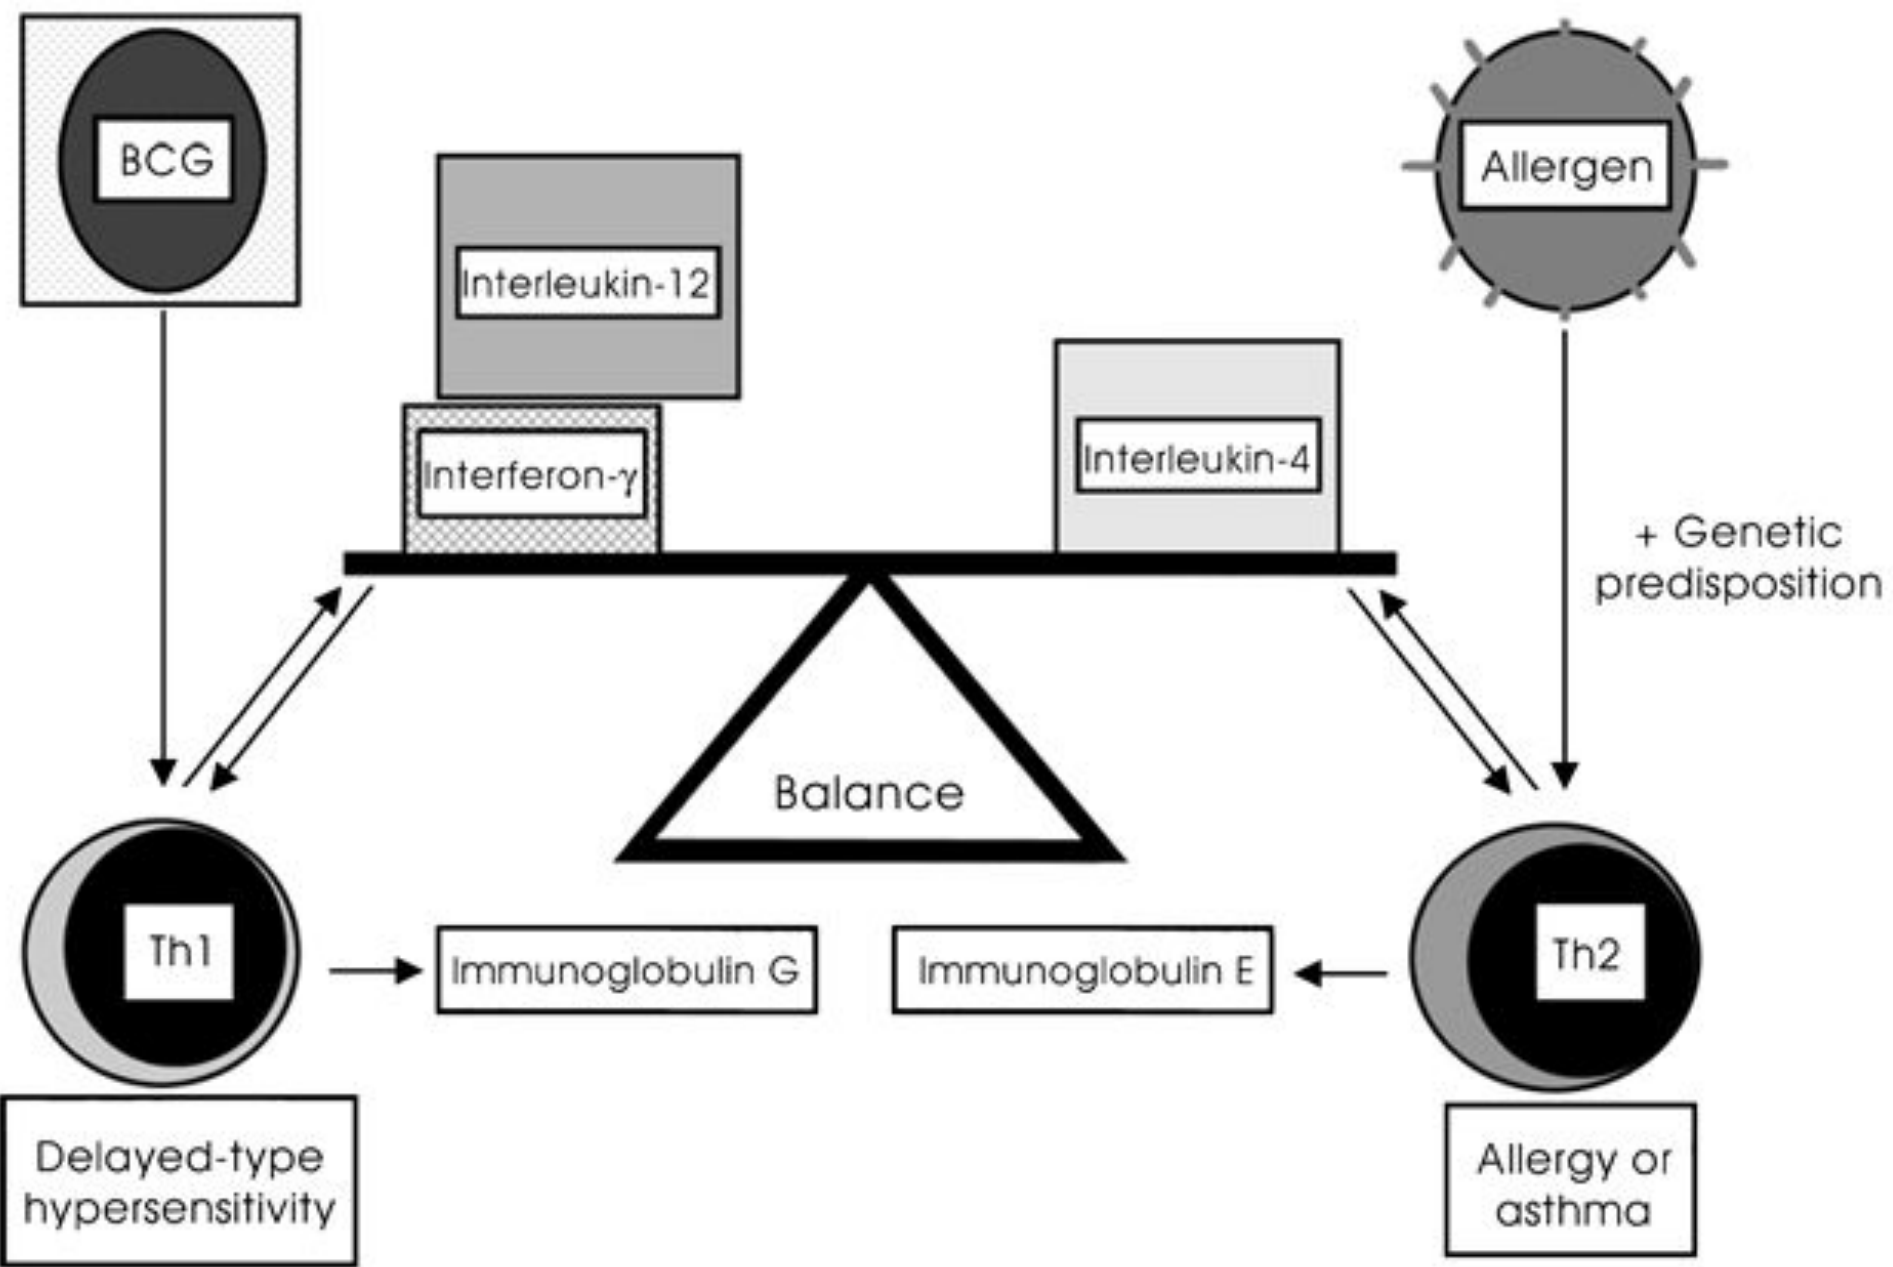 BCG
Allergen
Interleukin-12
Interferon-γ
Interleukin-4
+ Genetic
predisposition
Balance
Th1
Immunoglobulin G
Immunoglobulin E
Th2
Delayed-type
hypersensitivity
Allergy or
asthma